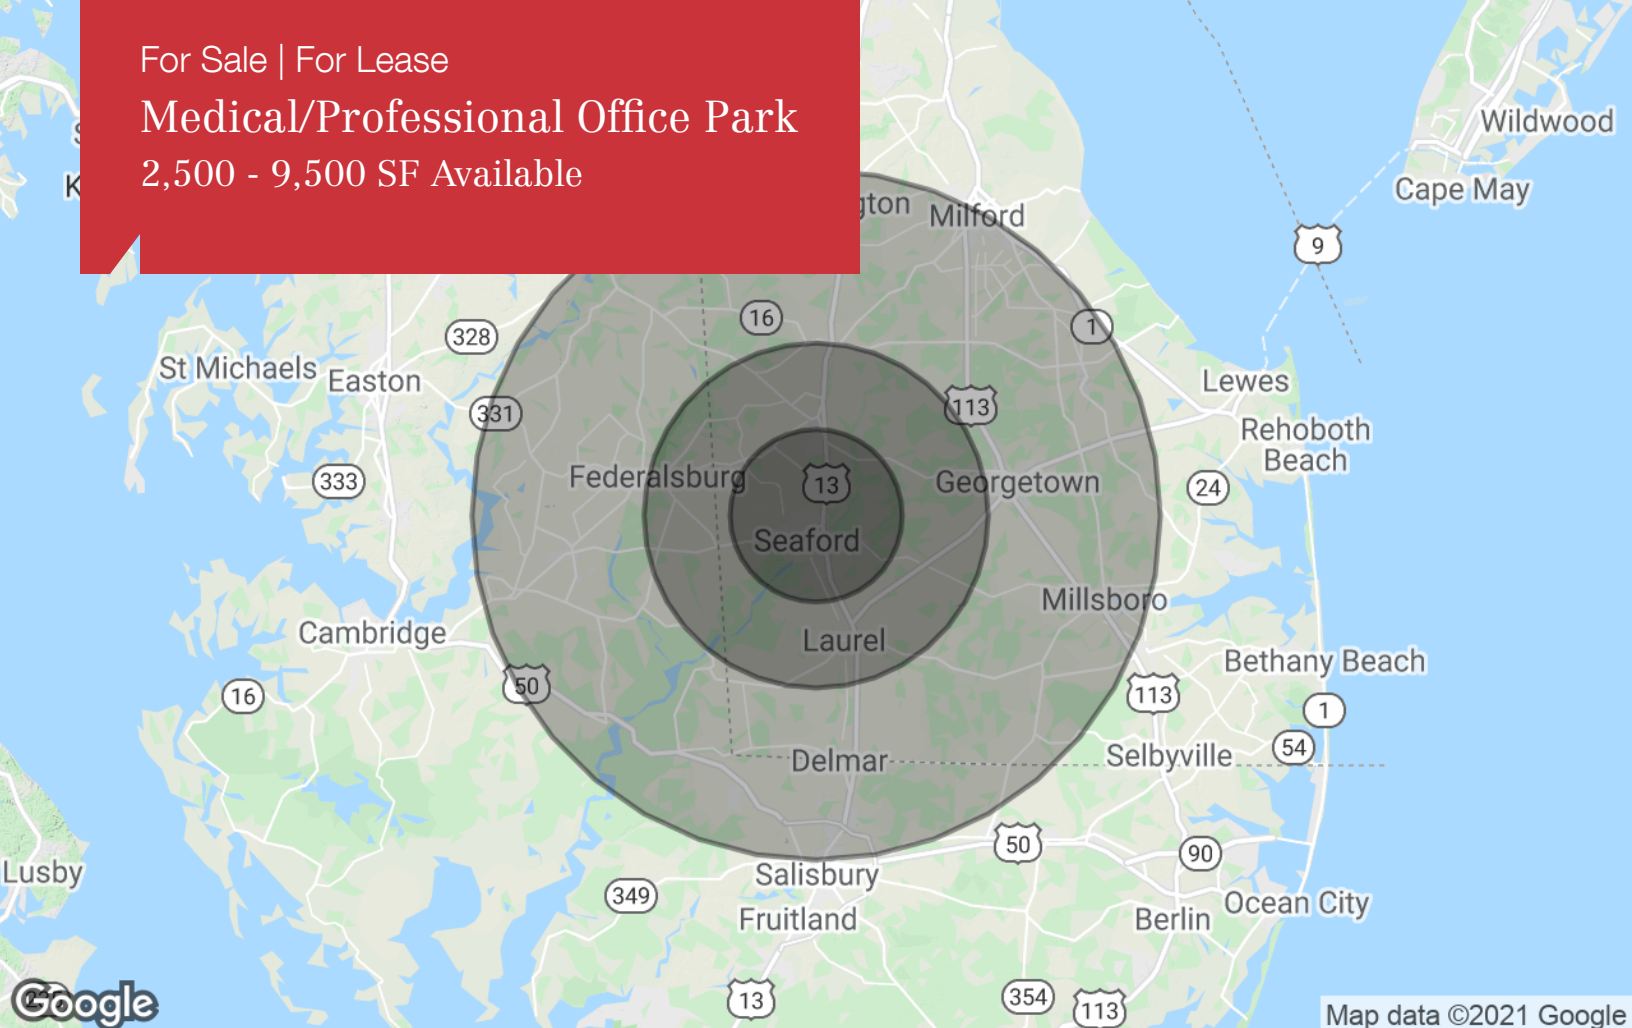 For Sale | For Lease
Medical/Professional Office Park
2,500 - 9,500 SF Available
Wildwood
Cape May
9
gton
Milford
16
1
328
St Michaels
Easton
331
113
Lewes
Rehoboth
Beach
Federalsburg
13
Georgetown
333
24
Seaford
Millsboro
Cambridge
Laurel
Bethany Beach
50
16
113
1
54
Delmar
Selbyville
50
90
Lusby
Salisbury
349
Ocean City
Fruitland
Berlin
Google
13
354
113
Map data ©2021 Google